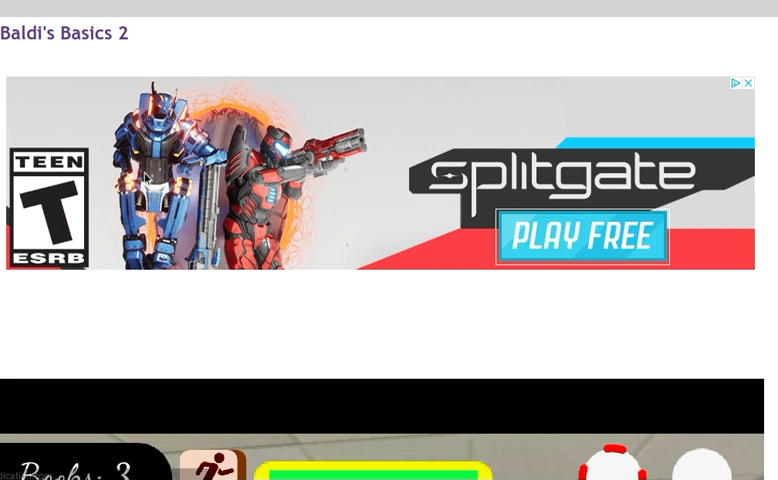 Baldi's Basics 2
TEEN
T
ESRB
splitgate
PLAY FREE
Books: 3